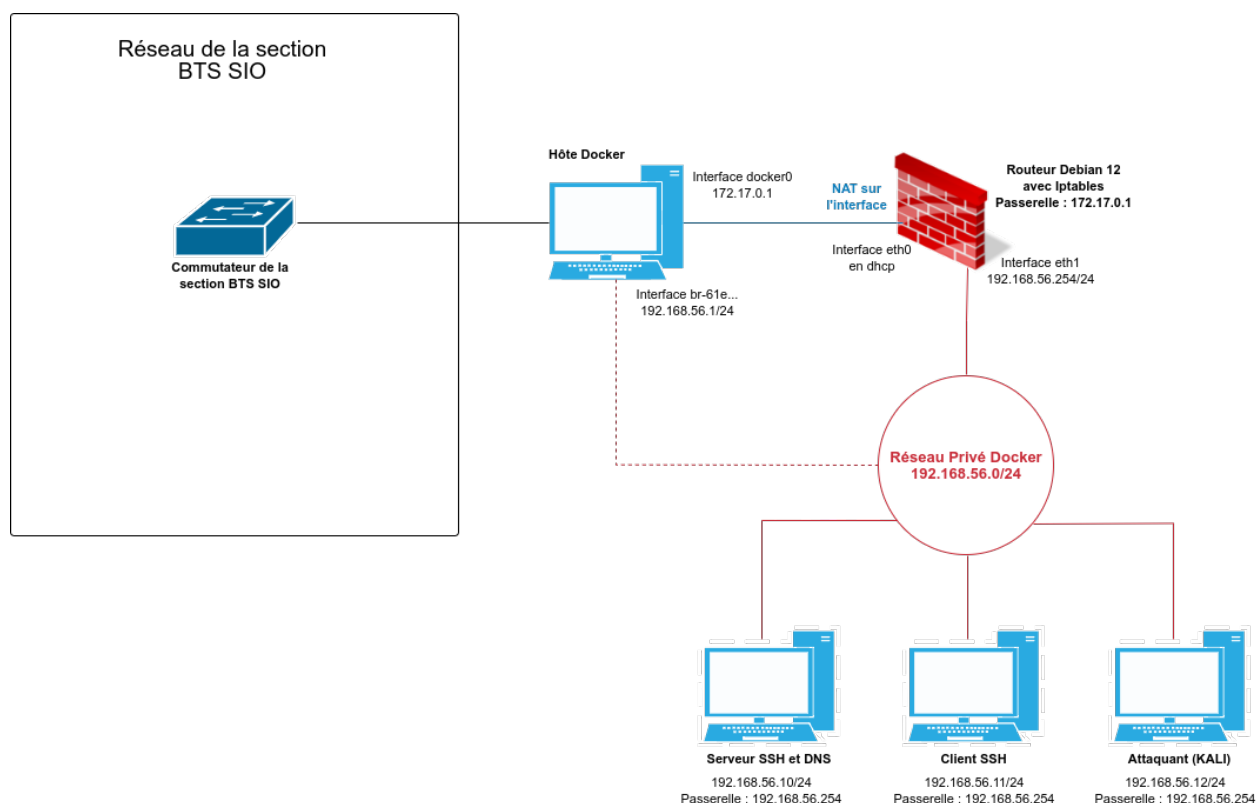 Réseau de la section
BTS SIO
Commutateur de la
section BTS SIO
Hôte Docker
Interface docker0
172.17.0.1
Interface br-61e...
192.168.56.1/24
NAT sur
l'interface
Interface eth0
en dhcp
Routeur Debian 12
avec Iptables
Passerelle : 172.17.0.1
Interface eth1
192.168.56.254/24
Réseau Privé Docker
192.168.56.0/24
Serveur SSH et DNS
192.168.56.10/24
Passerelle : 192.168.56.254
Client SSH
192.168.56.11/24
Passerelle : 192.168.56.254
Attaquant (KALI)
192.168.56.12/24
Passerelle : 192.168.56.254